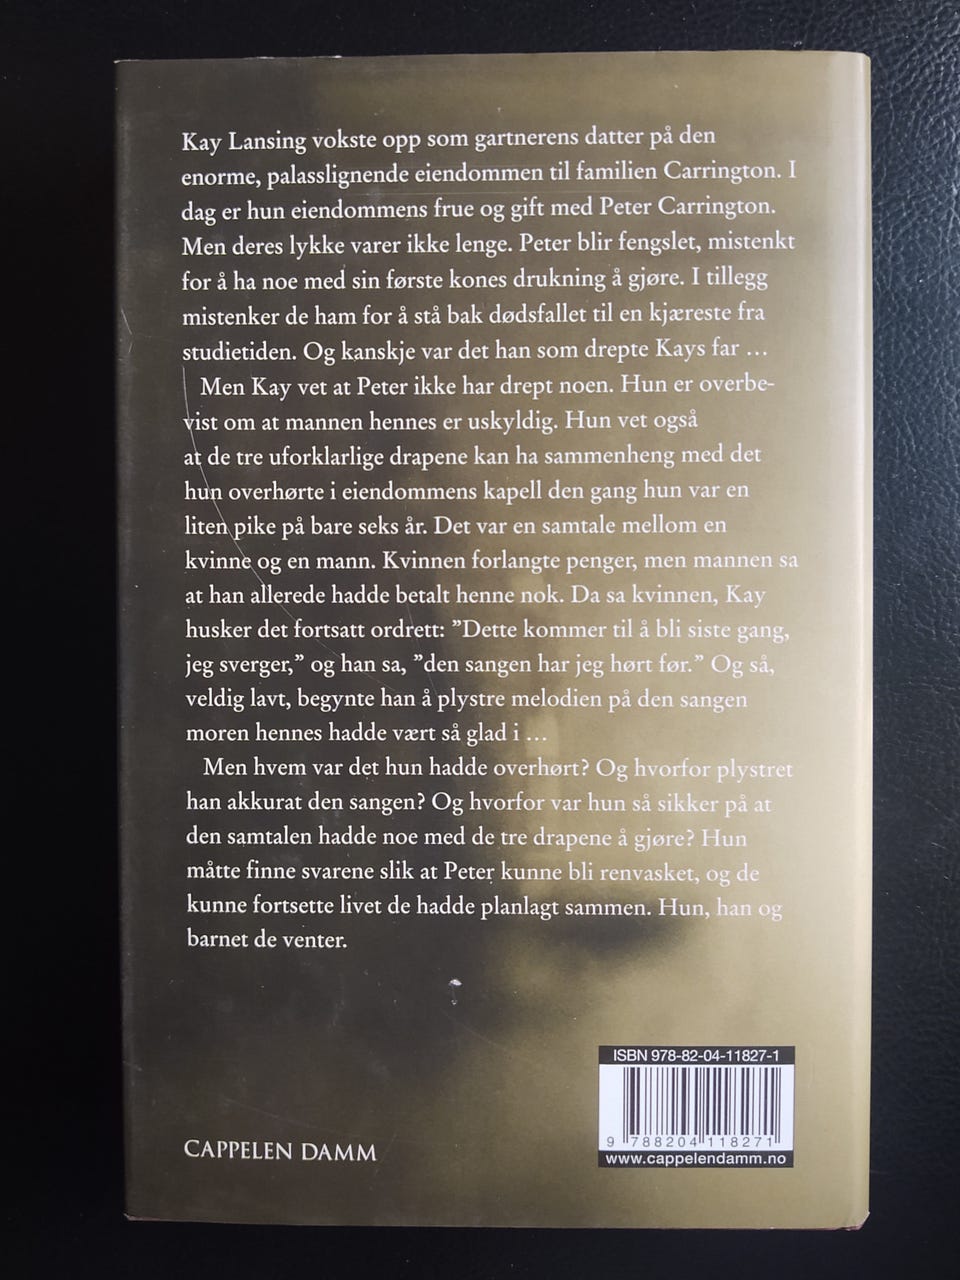 Kay Lansing vokste opp som gartnerens datter på den
enorme, palasslignende eiendommen til familien Carrington. I
dag er hun eiendommens frue og gift med Peter Carrington.
Men deres lykke varer ikke lenge. Peter blir fengslet, mistenkt
for å ha noe med sin første kones drukning å gjøre. I tillegg
mistenker de ham for å stå bak dødsfallet til en kjæreste fra
studietiden. Og kanskje var det han som drepte Kays far ...
Men Kay vet at Peter ikke har drept noen. Hun er overbe-
vist om at mannen hennes er uskyldig. Hun vet også
at de tre uforklarlige drapene kan ha sammenheng med det
hun overhørte i eiendommens kapell den gang hun var en
liten pike på bare seks år. Det var en samtale mellom en
kvinne og en mann. Kvinnen forlangte penger, men mannen sa
at han allerede hadde betalt henne nok. Da sa kvinnen, Kay
husker det fortsatt ordrett: ”Dette kommer til å bli siste gang,
jeg sverger,” og han sa, ”den sangen har jeg hørt før.” Og så,
veldig lavt, begynte han å plystre melodien på den sangen
moren hennes hadde vært så glad i ...
Men hvem var det hun hadde overhørt? Og hvorfor plystret
han akkurat den sangen? Og hvorfor var hun så sikker på at
den samtalen hadde noe med de tre drapene å gjøre? Hun
måtte finne svarene slik at Peter kunne bli renvasket, og de
kunne fortsette livet de hadde planlagt sammen. Hun, han og
barnet de venter.
ISBN 978-82-04-11827-1
9 788204 118271
www.cappelendamm.no
CAPPELEN DAMM